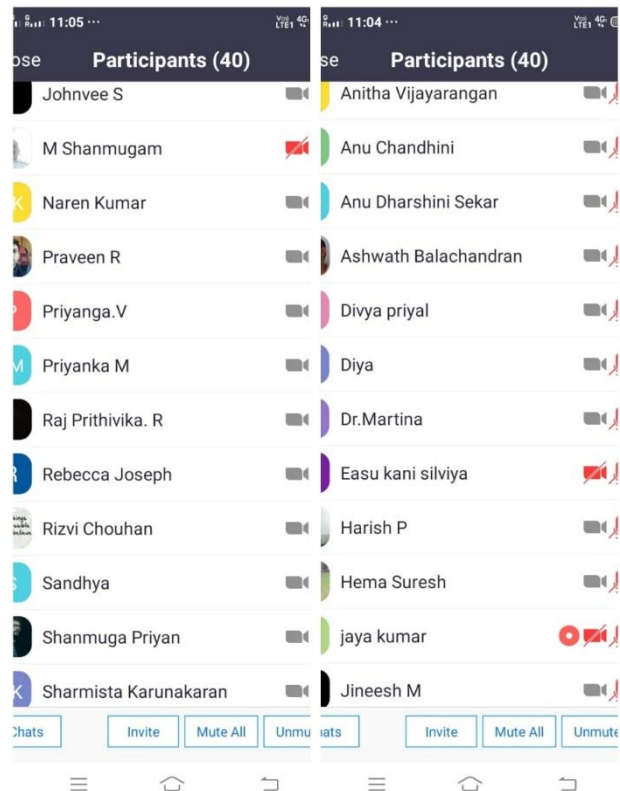 11:05 ···
Participants (40)
Johnvee S
M Shanmugam
Naren Kumar
Praveen R
Priyanga.V
M Priyanka M
Raj Prithivika. R
R Rebecca Joseph
Rizvi Chouhan
S Sandhya
Shanmuga Priyan
K Sharmista Karunakaran
Chats Invite Mute All Unmu
11:04 ···
Participants (40)
Anitha Vijayarangan
Anu Chandhini
Anu Dharshini Sekar
Ashwath Balachandran
Divya priyal
Diya
Dr.Martina
Easu kani silviya
Harish P
Hema Suresh
jaya kumar
Jineesh M
ats Invite Mute All Unmute